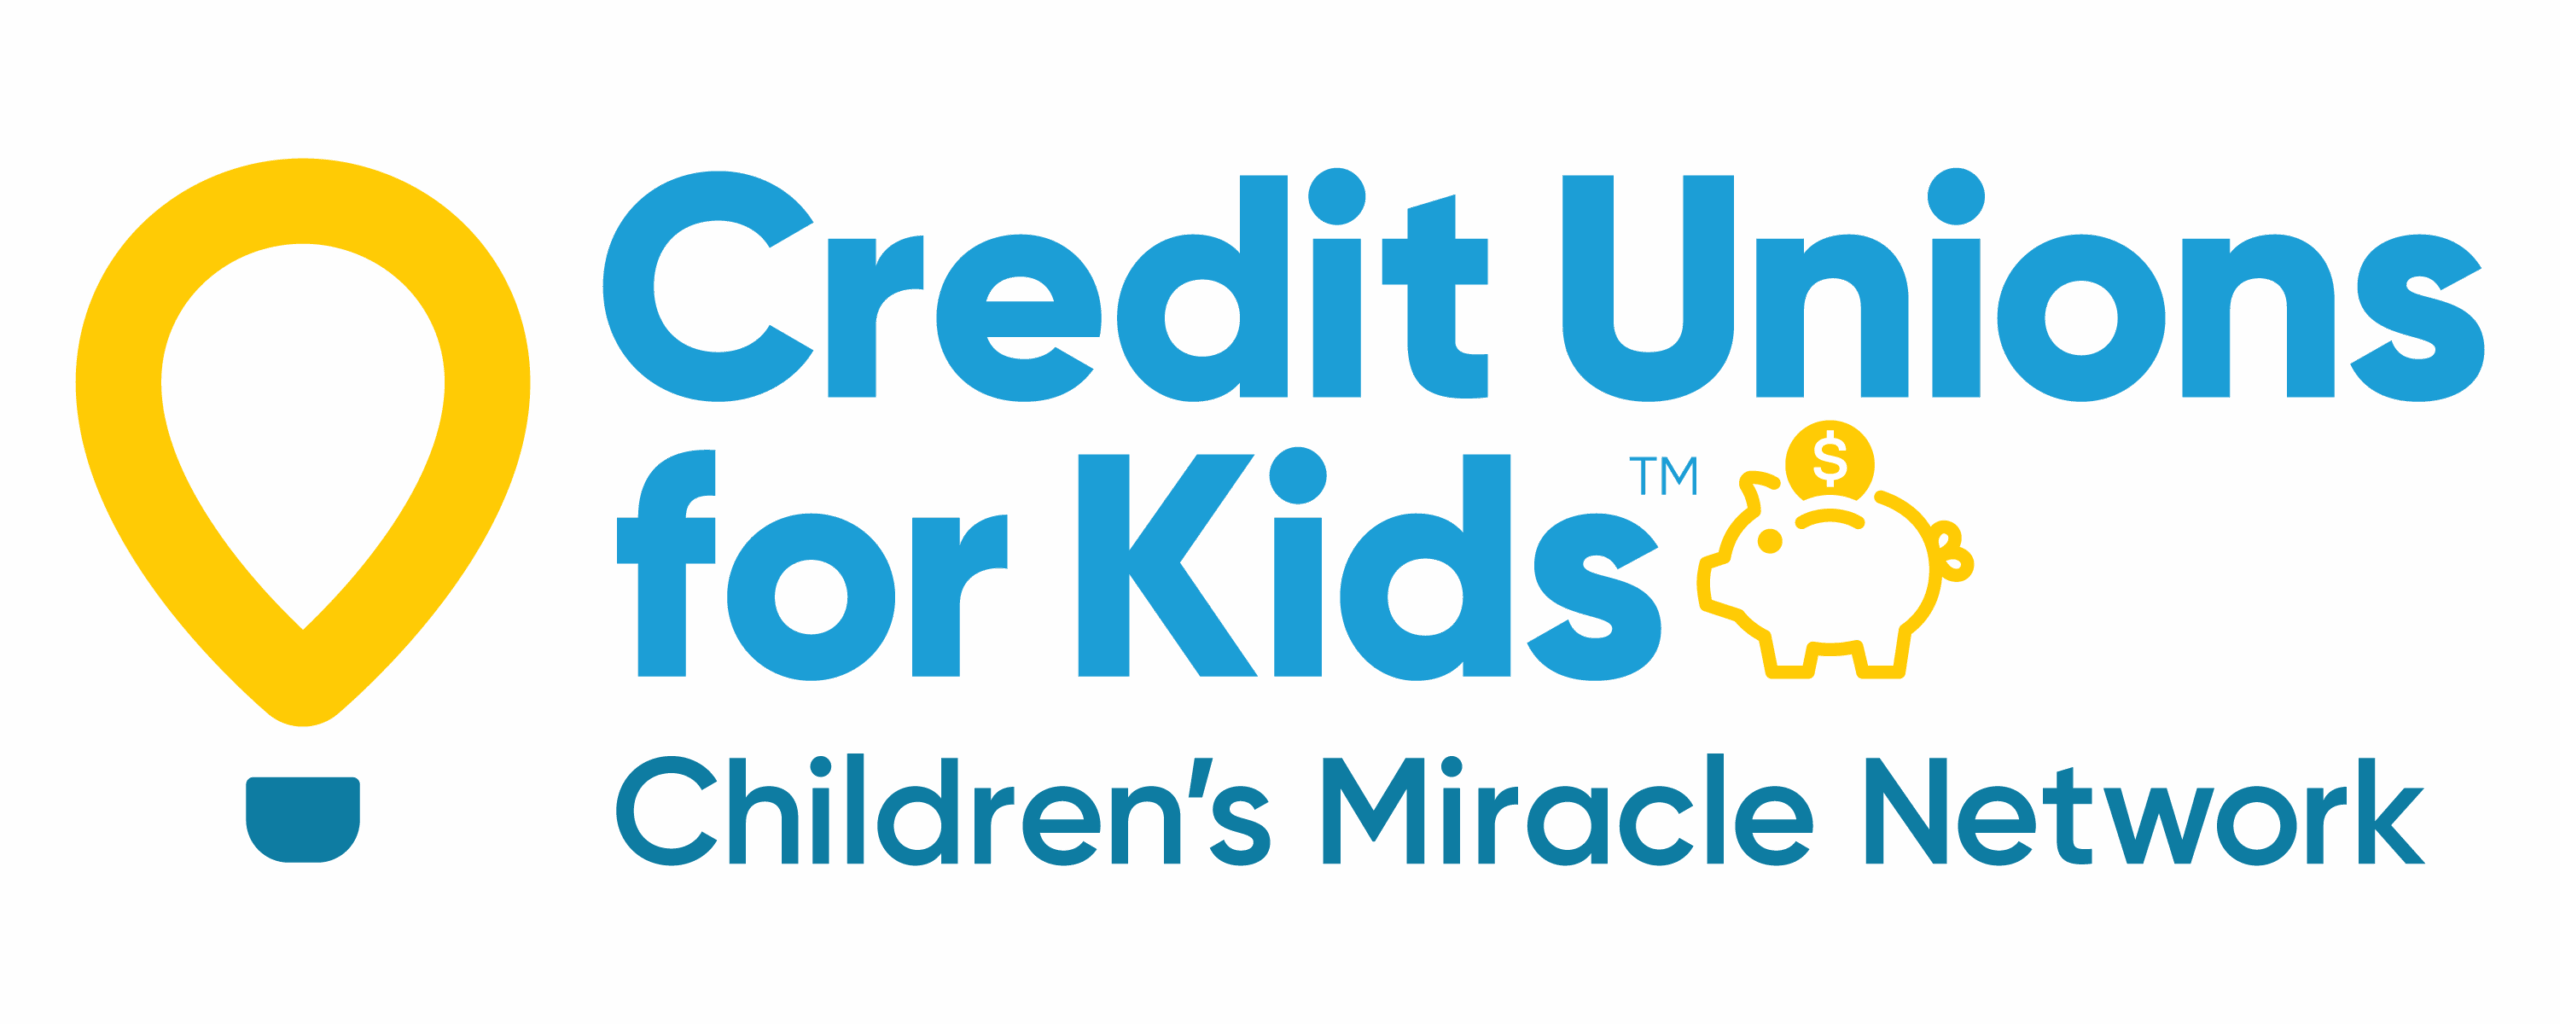 Credit Unions
for Kids™
$
Children’s Miracle Network